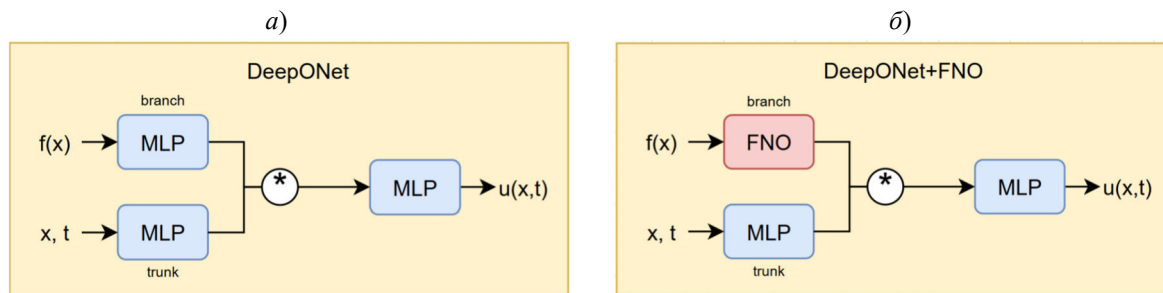 а)
DeepONet
branch
f(x)
MLP
*
MLP
u(x,t)
x, t
MLP
trunk
б)
DeepONet+FNO
branch
f(x)
FNO
*
MLP
u(x,t)
x, t
MLP
trunk